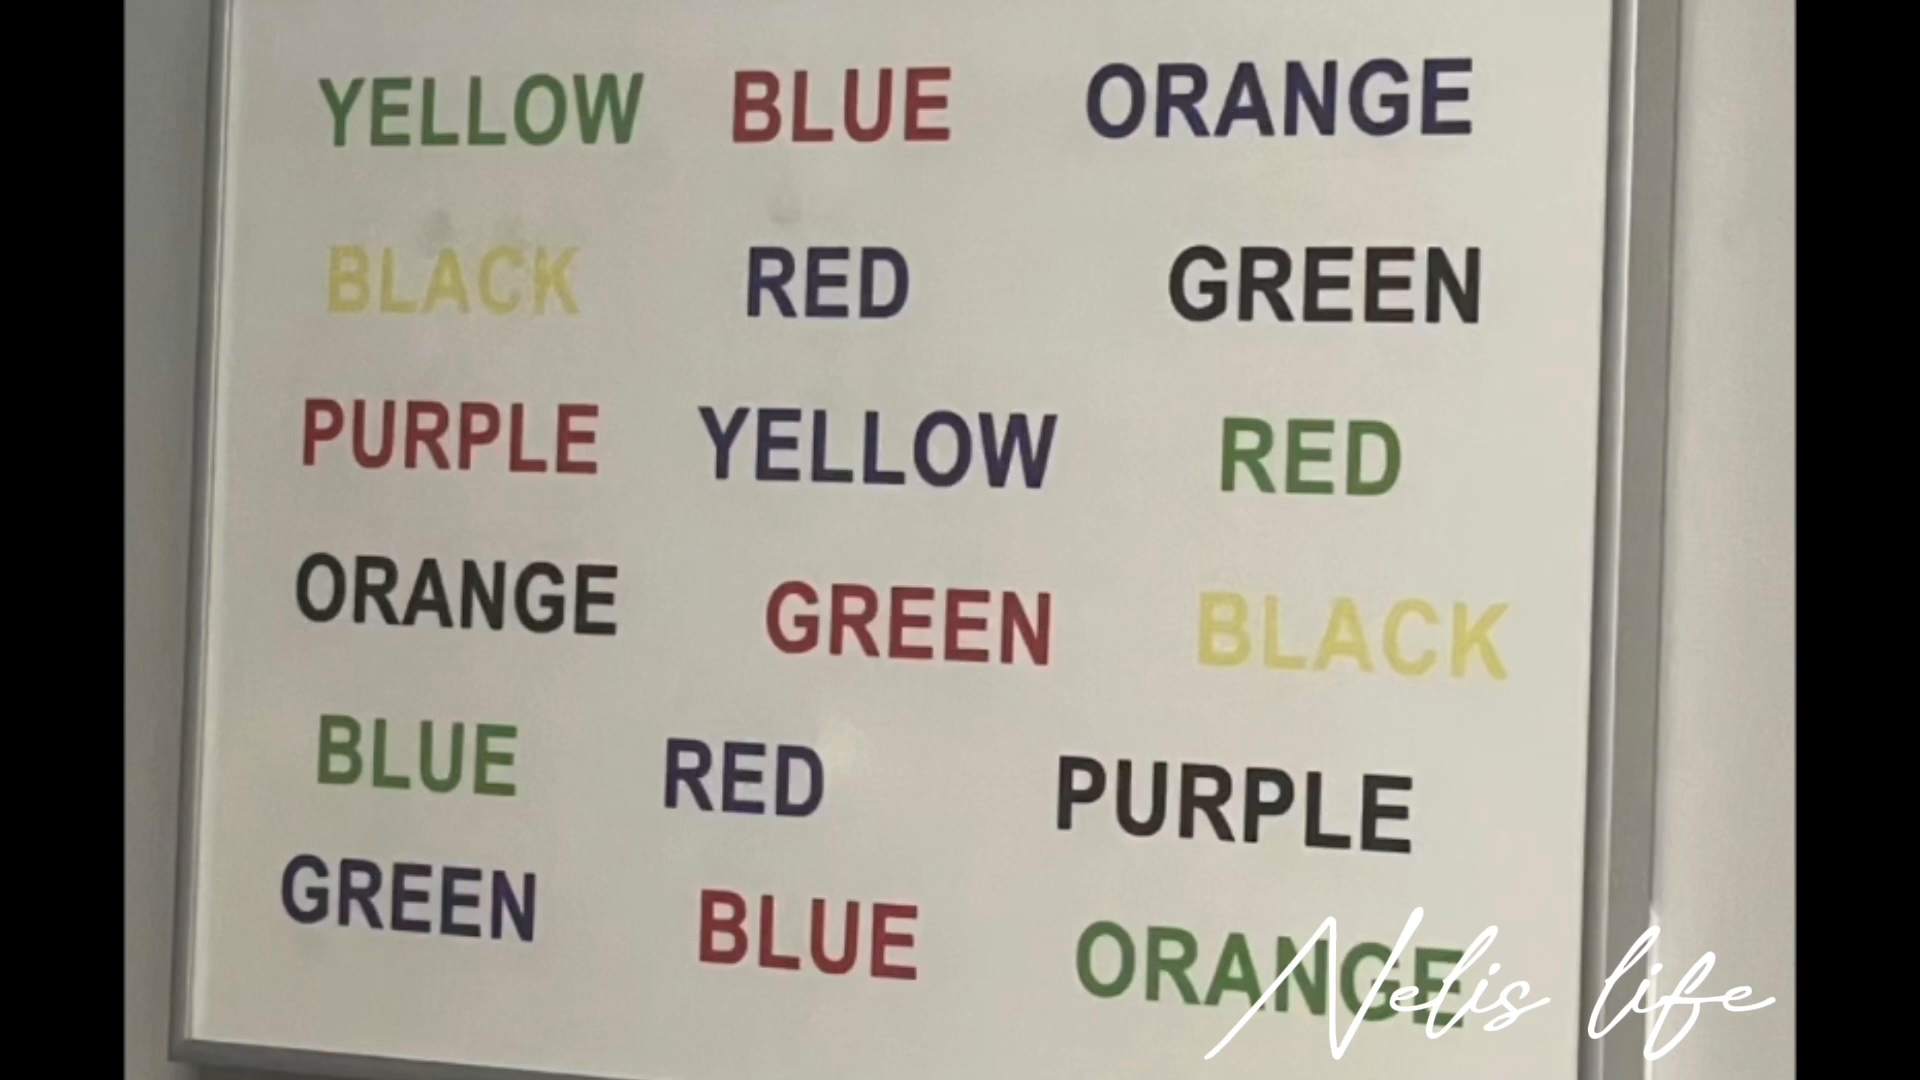 YELLOW BLUE ORANGE
BLACK RED GREEN
PURPLE YELLOW RED
ORANGE GREEN BLACK
BLUE RED PURPLE
GREEN BLUE ORANGE
Nelis life